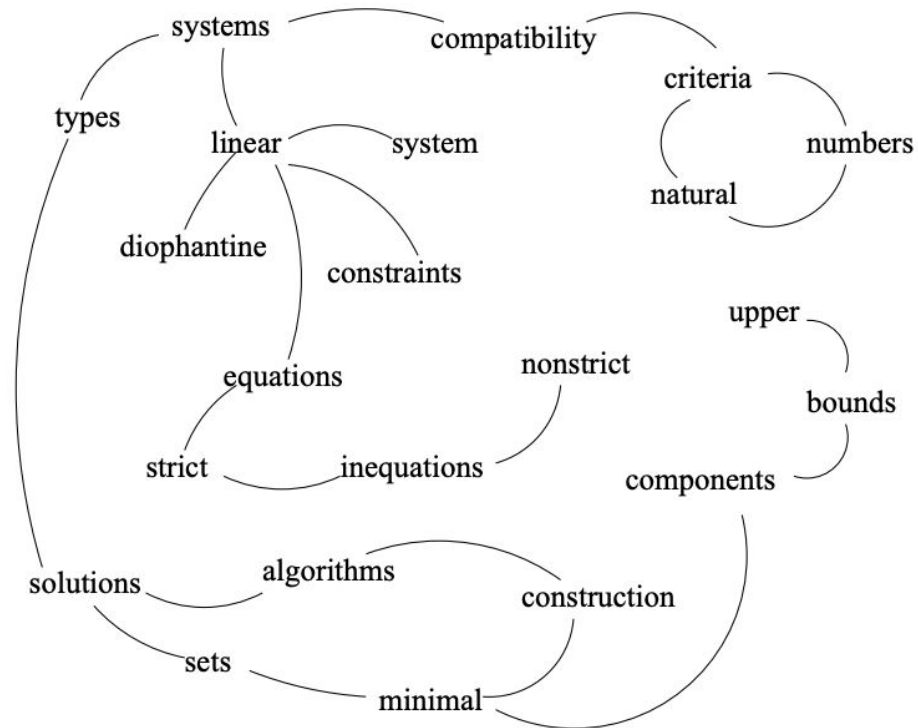 systems
compatibility
criteria
types
linear
system
numbers
natural
diophantine
constraints
upper
equations
nonstrict
bounds
strict
inequations
components
solutions
algorithms
construction
sets
minimal